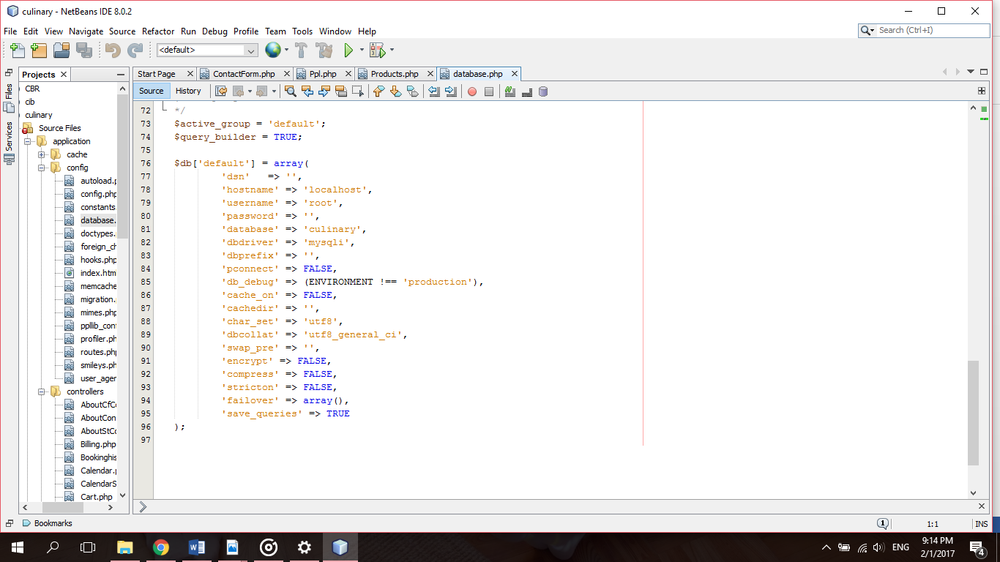 culinary - NetBeans IDE 8.0.2
File Edit View Navigate Source Refactor Run Debug Profile Team Tools Window Help
Search (Ctrl+I)
<default>
Projects
Start Page ContactForm.php Ppl.php Products.php database.php
Files
Services
CBR
cib
culinary
Source Files
application
cache
config
autoload.p
config.php
constants.
database.
doctypes.
foreign_ch
hooks.php
index.htm
memcache
migration.
mimes.php
ppllib_con
profiler.ph
routes.php
smileys.ph
user_agen
controllers
AboutCfCo
AboutCon
AboutStCo
Billing.php
Bookinghis
Calendar.p
CalendarS
Cart.php
Source History
72 */
73 $active_group = 'default';
74 $query_builder = TRUE;
75
76 $db['default'] = array(
77 'dsn' => '',
78 'hostname' => 'localhost',
79 'username' => 'root',
80 'password' => '',
81 'database' => 'culinary',
82 'dbdriver' => 'mysqli',
83 'dbprefix' => '',
84 'pconnect' => FALSE,
85 'db_debug' => (ENVIRONMENT !== 'production'),
86 'cache_on' => FALSE,
87 'cachedir' => '',
88 'char_set' => 'utf8',
89 'dbcollat' => 'utf8_general_ci',
90 'swap_pre' => '',
91 'encrypt' => FALSE,
92 'compress' => FALSE,
93 'stricton' => FALSE,
94 'failover' => array(),
95 'save_queries' => TRUE
96 );
97
Bookmarks
1
1:1
INS
ENG
9:14 PM
2/1/2017
4